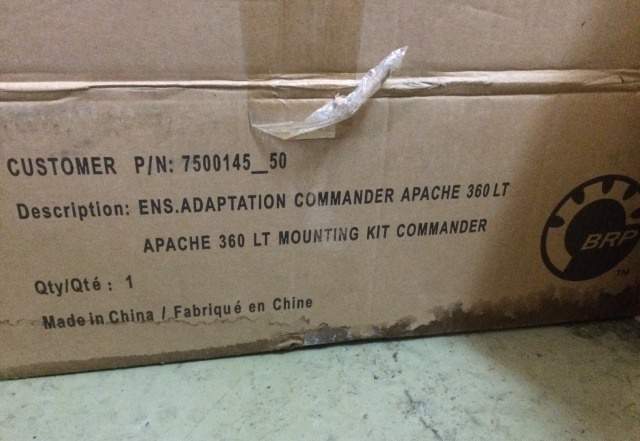 CUSTOMER P/N: 7500145_50
Description: ENS.ADAPTATION COMMANDER APACHE 360 LT
APACHE 360 LT MOUNTING KIT COMMANDER
BRP
TM
Qty/Qté : 1
Made in China / Fabriqué en Chine